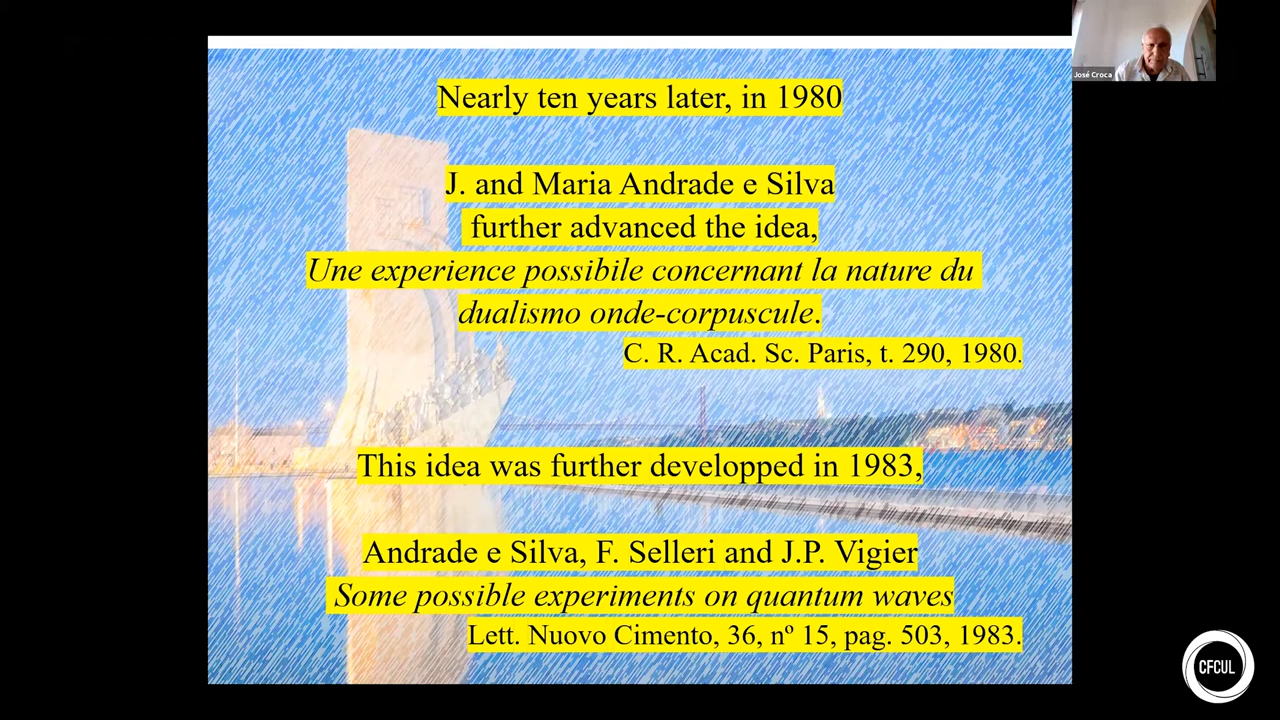 José Croca
Nearly ten years later, in 1980
J. and Maria Andrade e Silva
further advanced the idea,
Une experience possibile concernant la nature du
dualismo onde-corpuscule.
C. R. Acad. Sc. Paris, t. 290, 1980.
This idea was further developped in 1983,
Andrade e Silva, F. Selleri and J.P. Vigier
Some possible experiments on quantum waves
Lett. Nuovo Cimento, 36, nº 15, pag. 503, 1983.
CFCUL